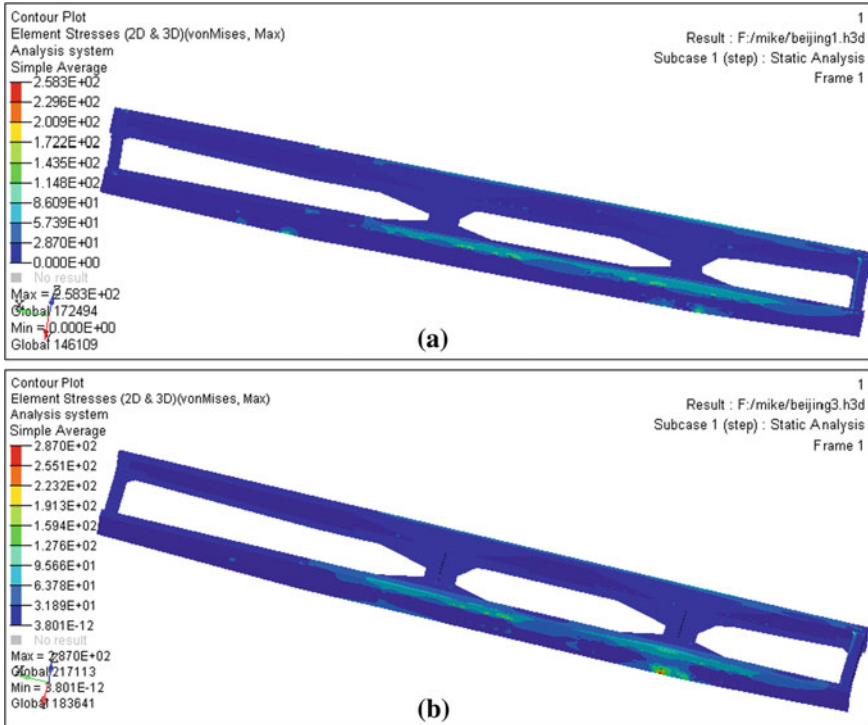 Contour Plot
Element Stresses (2D & 3D)(vonMises, Max)
Analysis system
Simple Average
2.583E+02
2.296E+02
2.009E+02
1.722E+02
1.435E+02
1.148E+02
8.609E+01
5.739E+01
2.870E+01
0.000E+00
No result
Max = 2.583E+02
Global 172494
Min = 0.000E+00
Global 146109
1
Result : F:/mike/beijing1.h3d
Subcase 1 (step) : Static Analysis
Frame 1
(a)
Contour Plot
Element Stresses (2D & 3D)(vonMises, Max)
Analysis system
Simple Average
2.870E+02
2.551E+02
2.232E+02
1.913E+02
1.594E+02
1.276E+02
9.566E+01
6.378E+01
3.189E+01
3.801E-12
No result
Max = 2.870E+02
Global 217113
Min = 3.801E-12
Global 183641
1
Result : F:/mike/beijing3.h3d
Subcase 1 (step) : Static Analysis
Frame 1
(b)